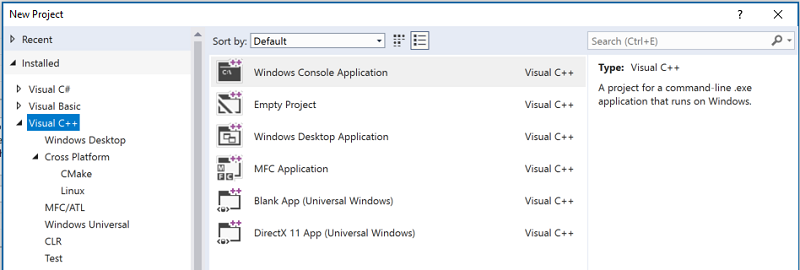 New Project
? ×
Recent
Installed
Visual C#
Visual Basic
Visual C++
Windows Desktop
Cross Platform
CMake
Linux
MFC/ATL
Windows Universal
CLR
Test
Sort by: Default
Windows Console Application Visual C++
Empty Project Visual C++
Windows Desktop Application Visual C++
MFC Application Visual C++
Blank App (Universal Windows) Visual C++
DirectX 11 App (Universal Windows) Visual C++
Search (Ctrl+E)
Type: Visual C++
A project for a command-line .exe
application that runs on Windows.